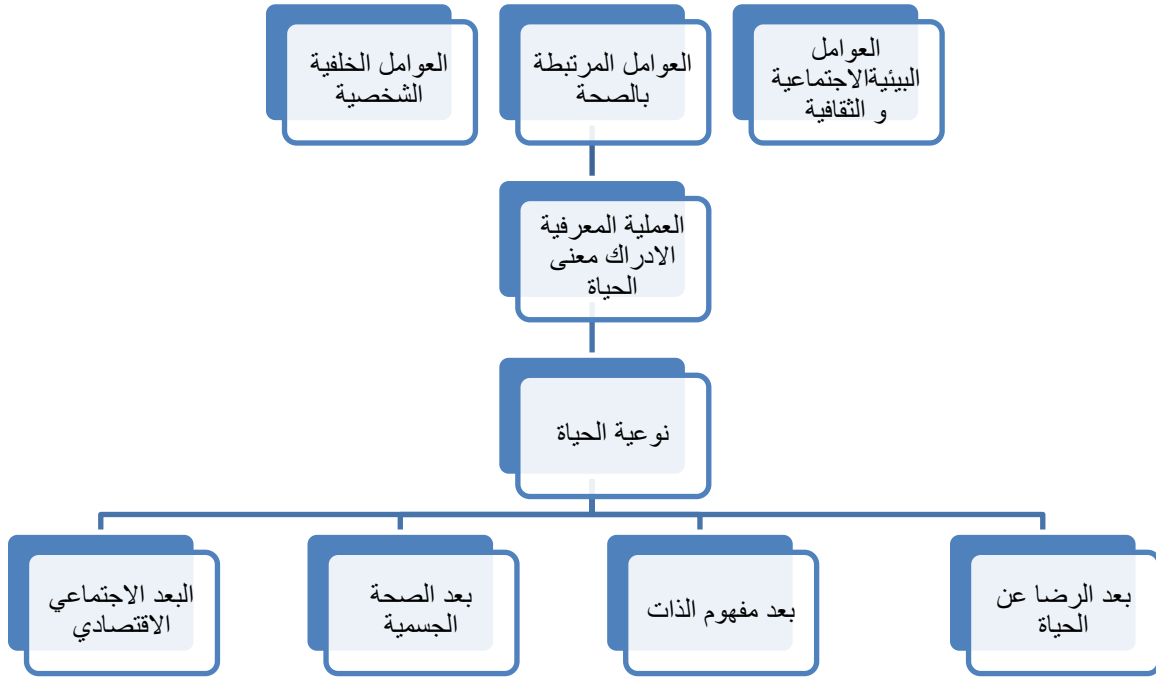 العوامل
البيئيةالاجتماعية
و الثقافية
العوامل المرتبطة
بالصحة
العوامل الخلفية
الشخصية
العملية المعرفية
الادراك معنى
الحياة
نوعية الحياة
بعد الرضا عن
الحياة
بعد مفهوم الذات
بعد الصحة
الجسمية
البعد الاجتماعي
الاقتصادي